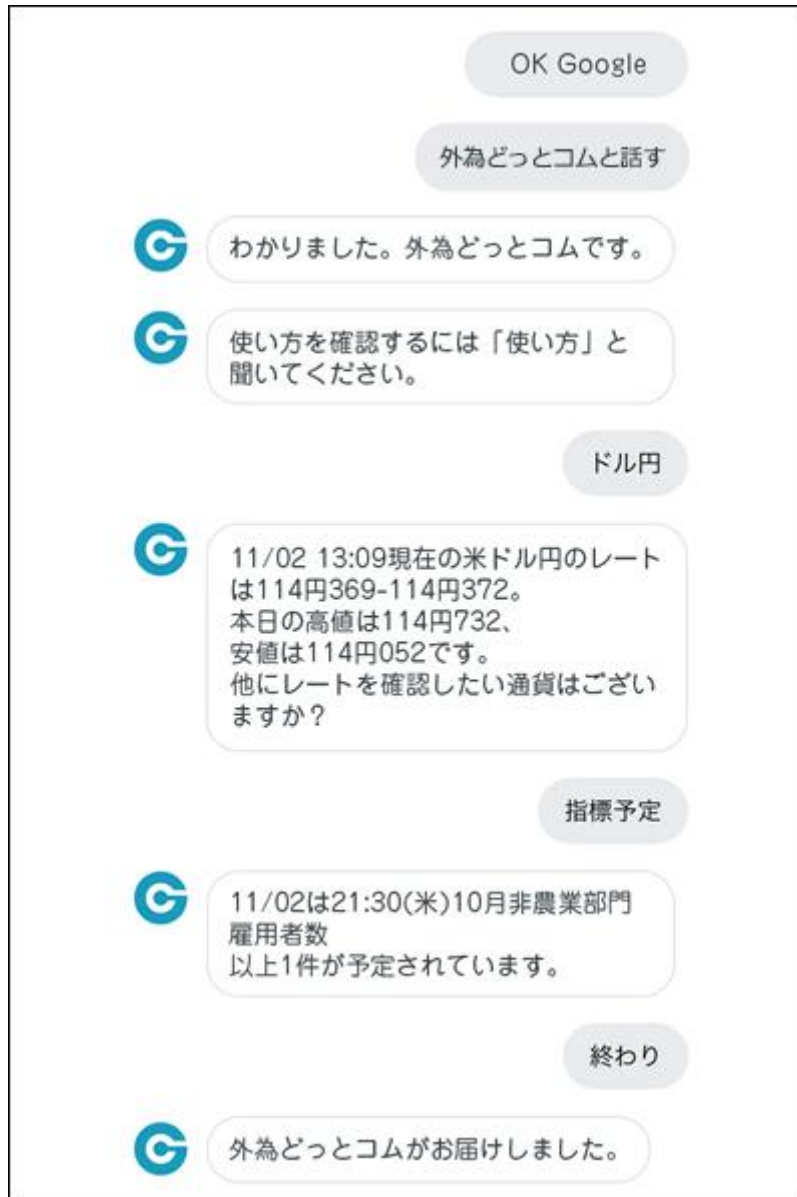 OK Google
外為どっとコムと話す
わかりました。外為どっとコムです。
使い方を確認するには「使い方」と
聞いてください。
ドル円
11/02 13:09現在の米ドル円のレート
は114円369-114円372。
本日の高値は114円732、
安値は114円052です。
他にレートを確認したい通貨はござい
ますか？
指標予定
11/02は21:30(米)10月非農業部門
雇用者数
以上1件が予定されています。
終わり
外為どっとコムがお届けしました。